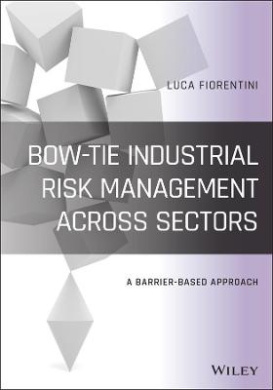 LUCA FIORENTINI
BOW-TIE INDUSTRIAL
RISK MANAGEMENT
ACROSS SECTORS
A BARRIER-BASED APPROACH
WILEY